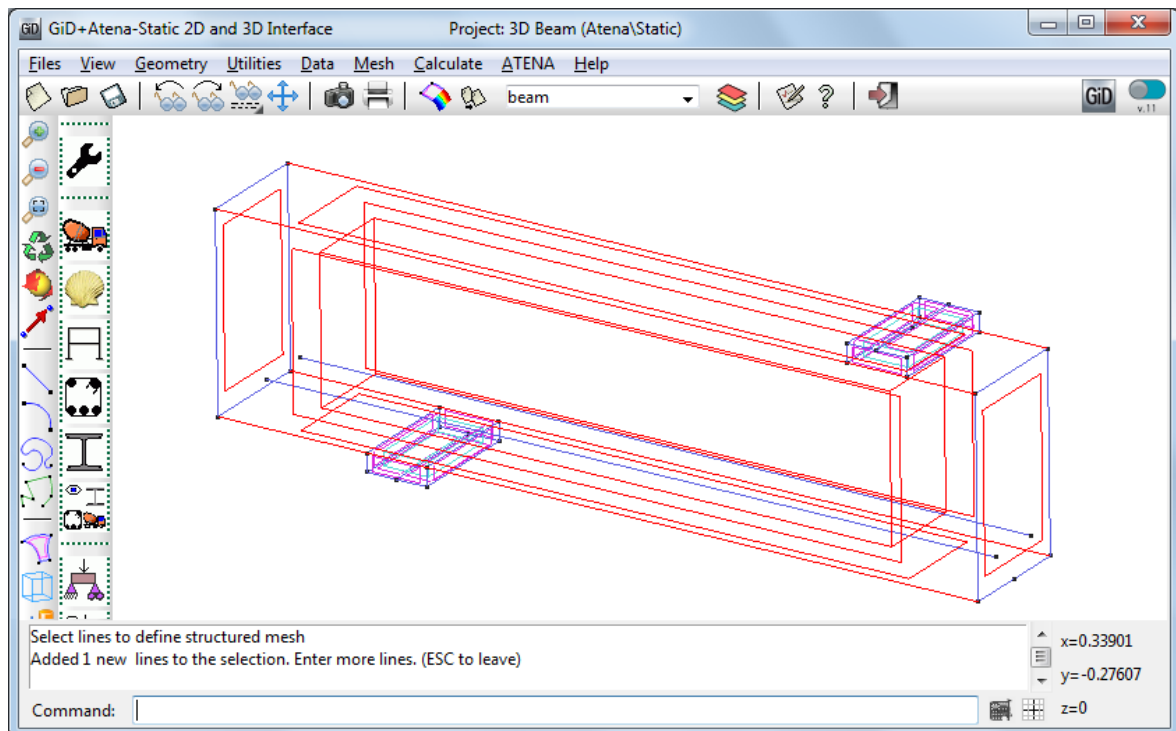 GiD GiD+Atena-Static 2D and 3D Interface Project: 3D Beam (Atena\Static)
Files View Geometry Utilities Data Mesh Calculate ATENA Help
beam GiD v.11
Select lines to define structured mesh
Added 1 new lines to the selection. Enter more lines. (ESC to leave)
x=0.33901
y=-0.27607
Command: z=0